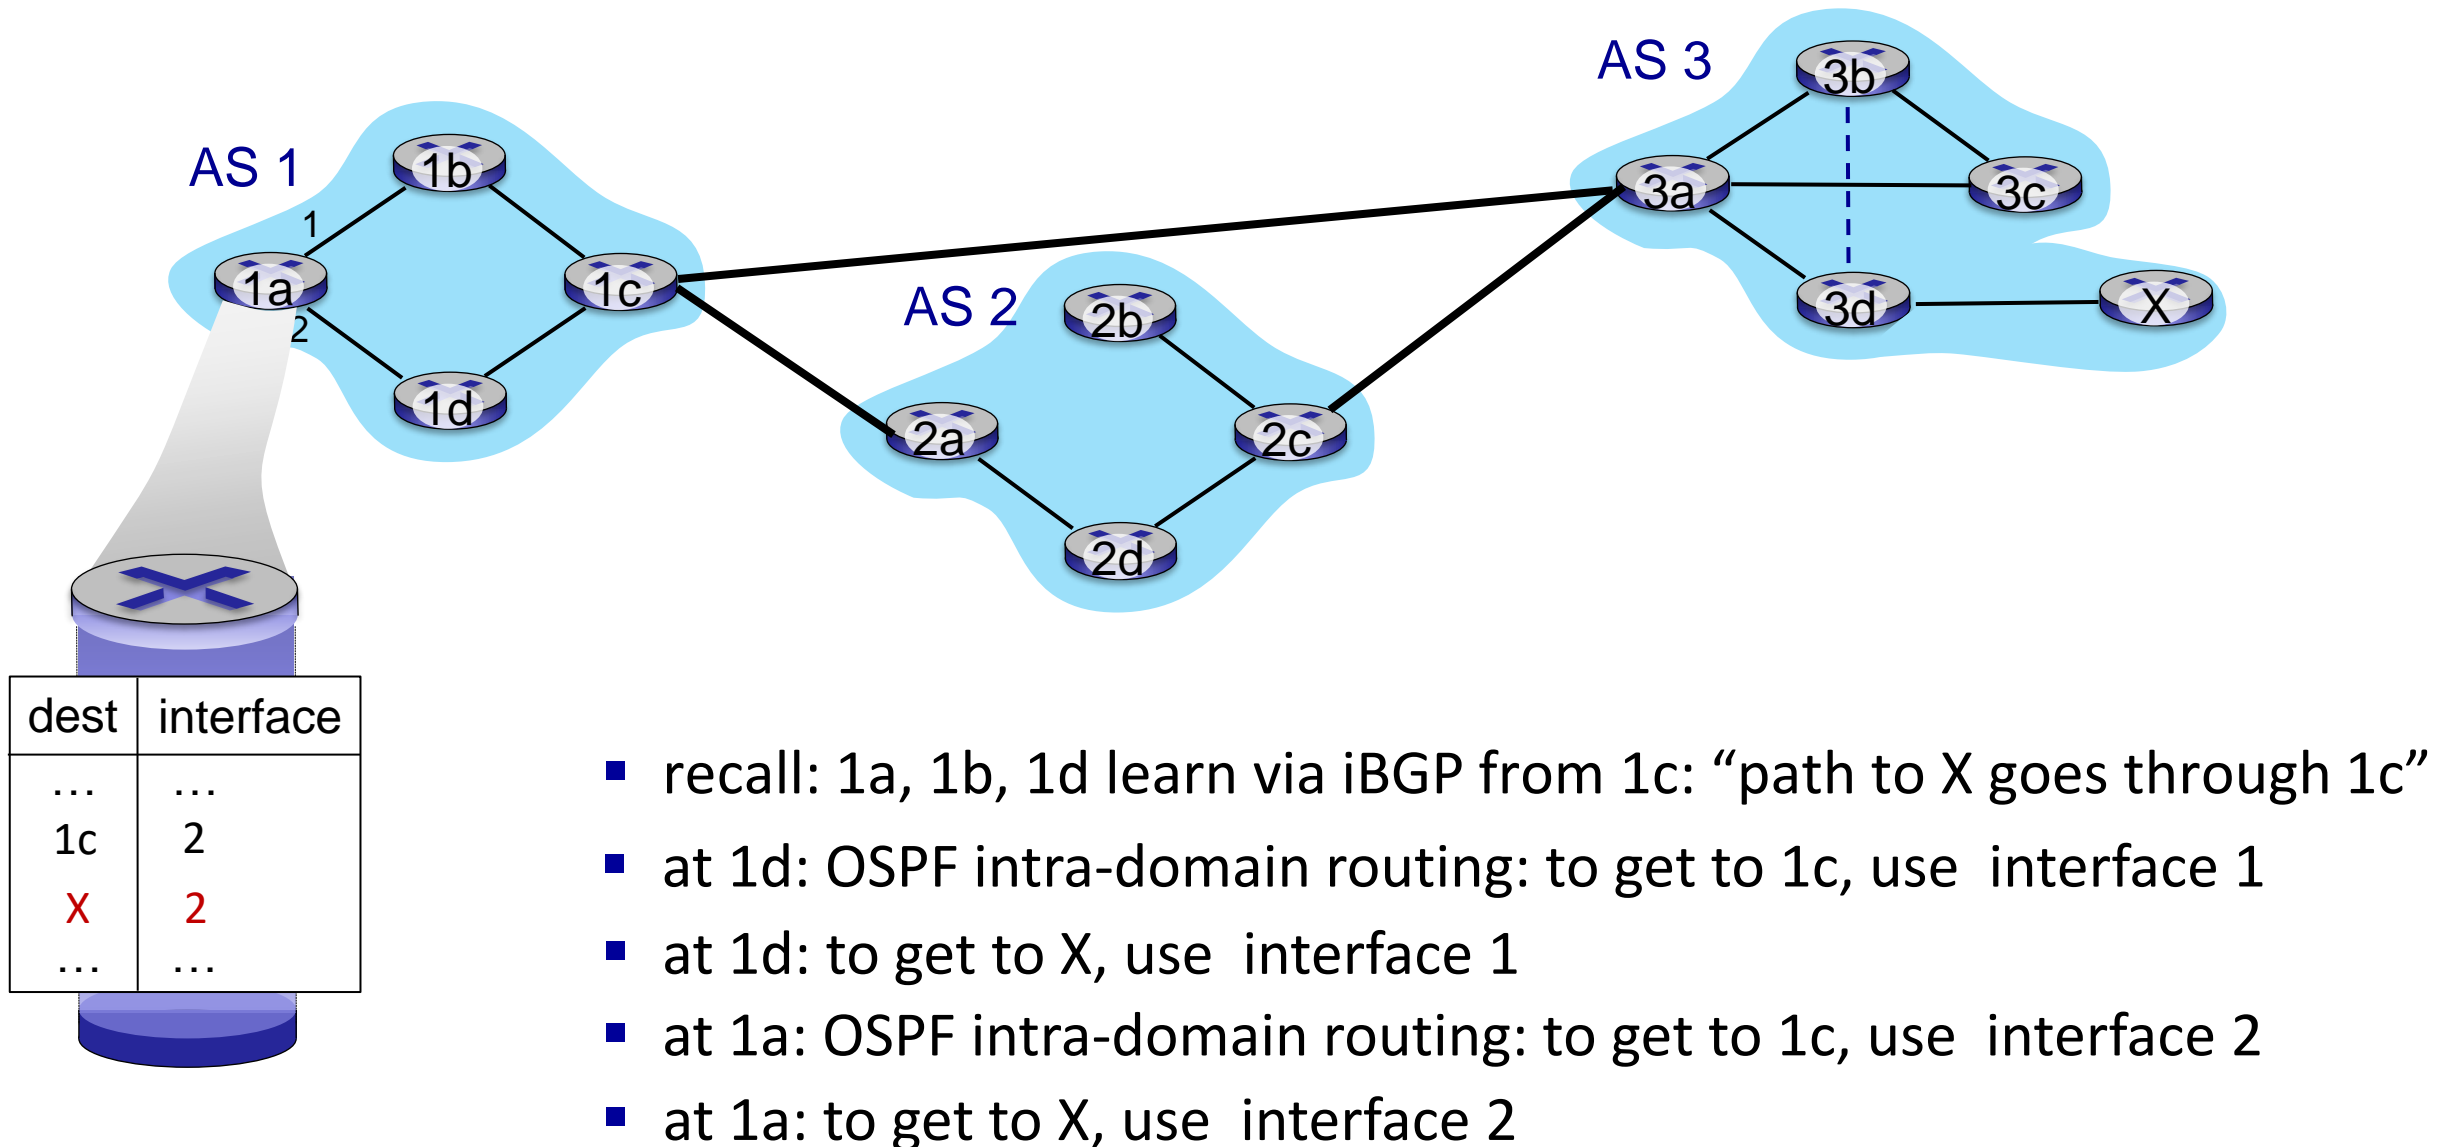 AS 3
3b
AS 1
1b
3a
3c
1
1a
1c
AS 2
2b
3d
X
2
1d
2a
2c
2d
dest interface
... ...
1c 2
X 2
... ...
▪ recall: 1a, 1b, 1d learn via iBGP from 1c: “path to X goes through 1c”
▪ at 1d: OSPF intra-domain routing: to get to 1c, use interface 1
▪ at 1d: to get to X, use interface 1
▪ at 1a: OSPF intra-domain routing: to get to 1c, use interface 2
▪ at 1a: to get to X, use interface 2